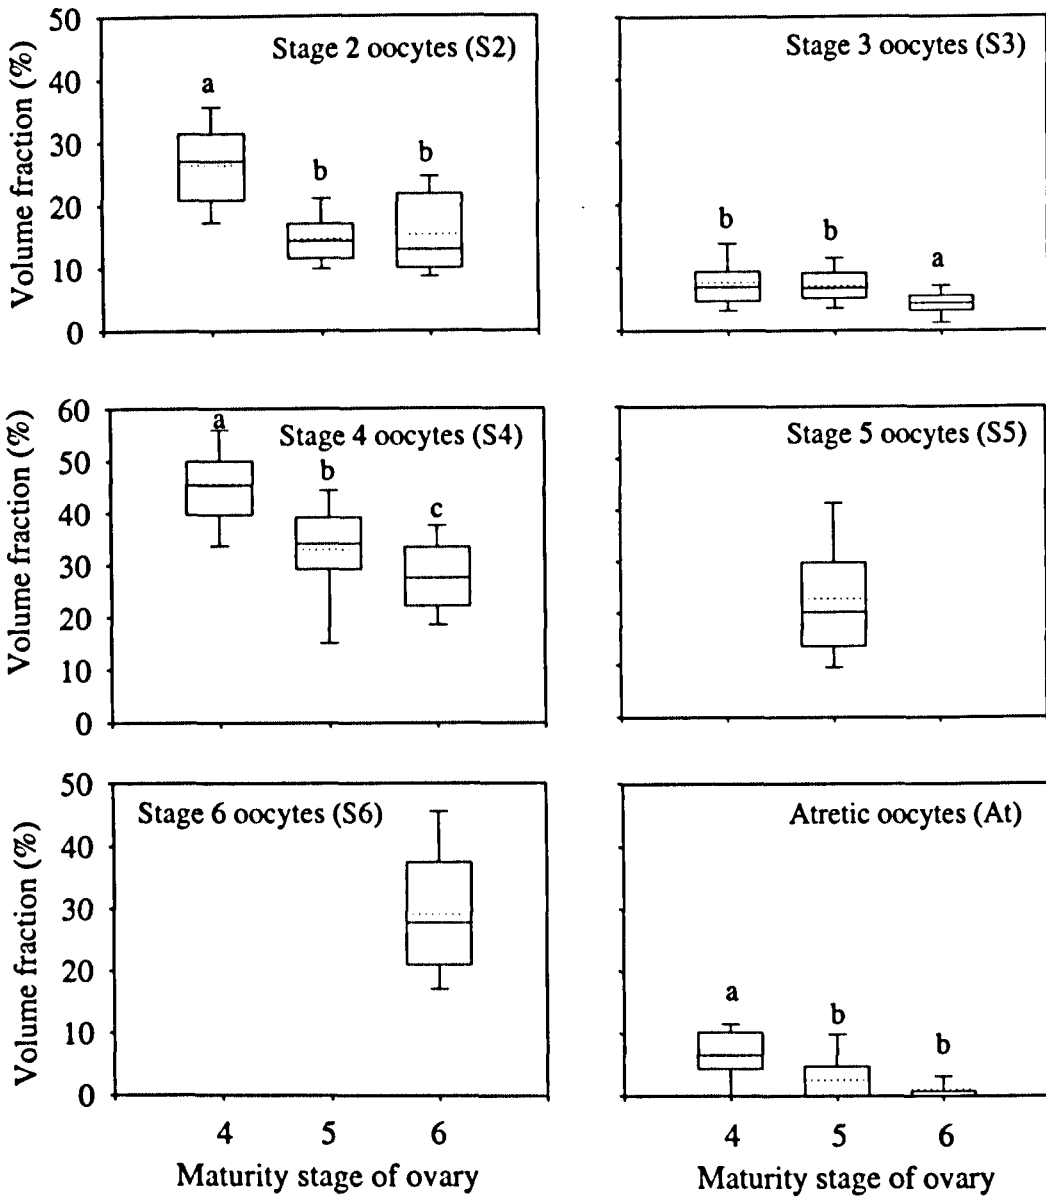 Stage 2 oocytes (S2)
Volume fraction (%)
50
40
30
20
10
0
a
b
b
Stage 3 oocytes (S3)
b
b
a
Stage 4 oocytes (S4)
Volume fraction (%)
60
50
40
30
20
10
0
a
b
c
Stage 5 oocytes (S5)
Stage 6 oocytes (S6)
Volume fraction (%)
50
40
30
20
10
0
4
5
6
Maturity stage of ovary
Atretic oocytes (At)
a
b
b
4
5
6
Maturity stage of ovary